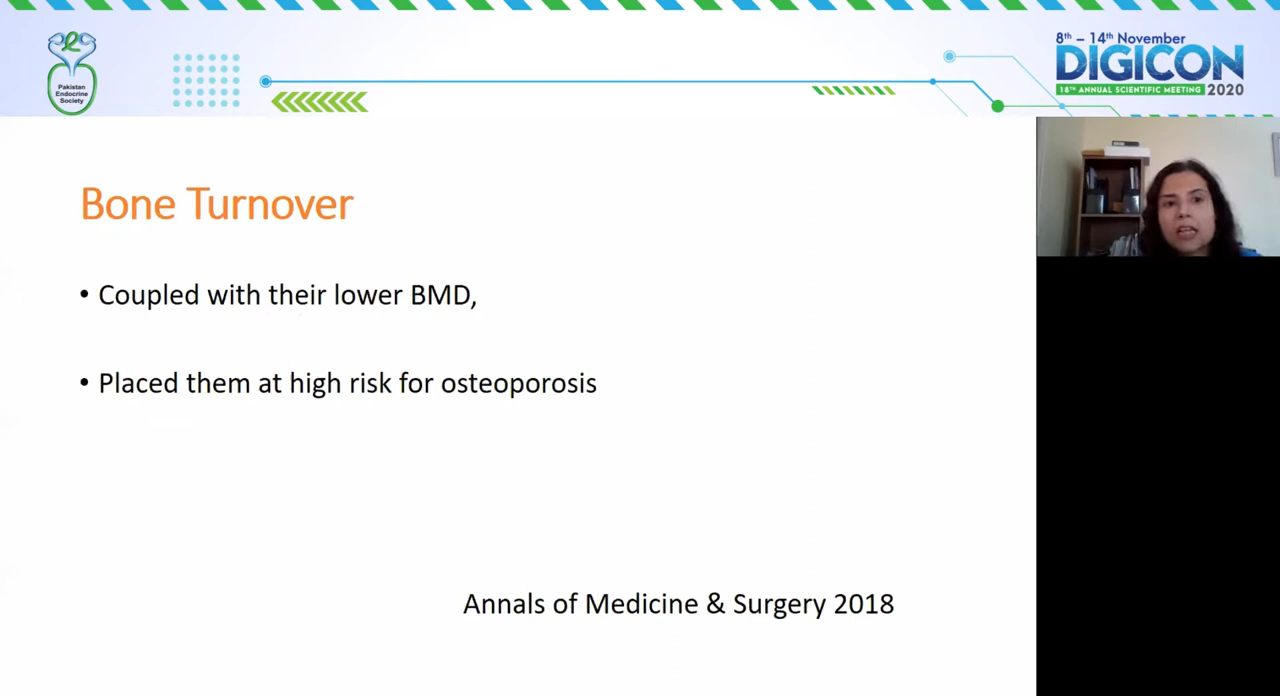 Pakistan
Endocrine
Society
8th – 14th November
DIGICON
18TH ANNUAL SCIENTIFIC MEETING 2020
Bone Turnover
• Coupled with their lower BMD,
• Placed them at high risk for osteoporosis
Annals of Medicine & Surgery 2018